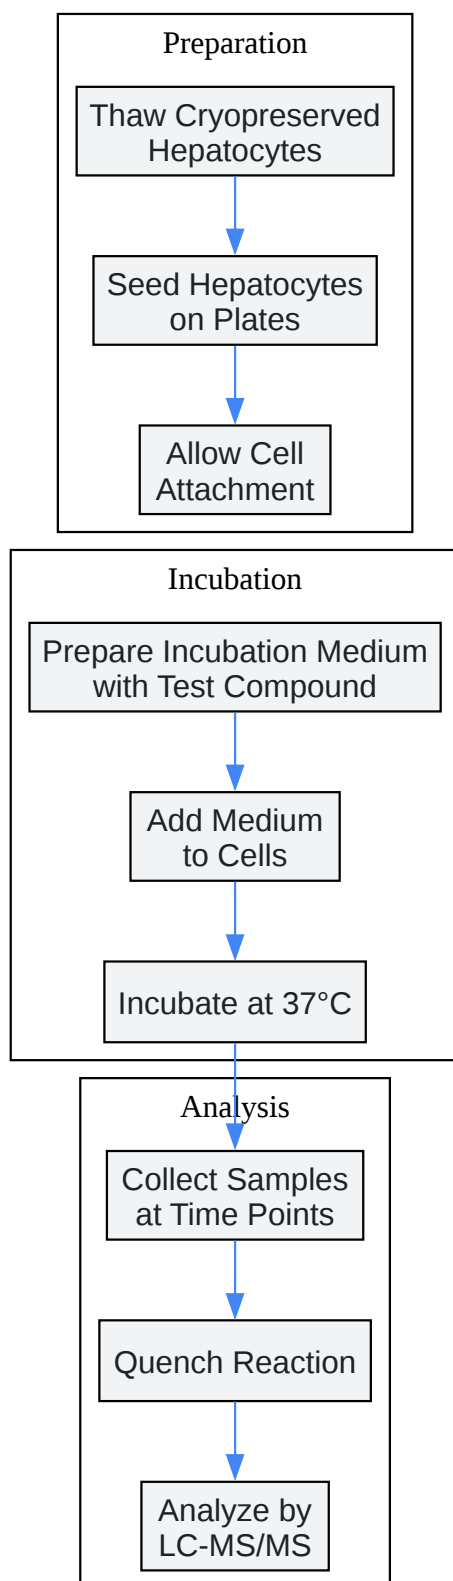 Preparation
Thaw Cryopreserved
Hepatocytes
Seed Hepatocytes
on Plates
Allow Cell
Attachment
Incubation
Prepare Incubation Medium
with Test Compound
Add Medium
to Cells
Incubate at 37°C
Analysis
Collect Samples
at Time Points
Quench Reaction
Analyze by
LC-MS/MS